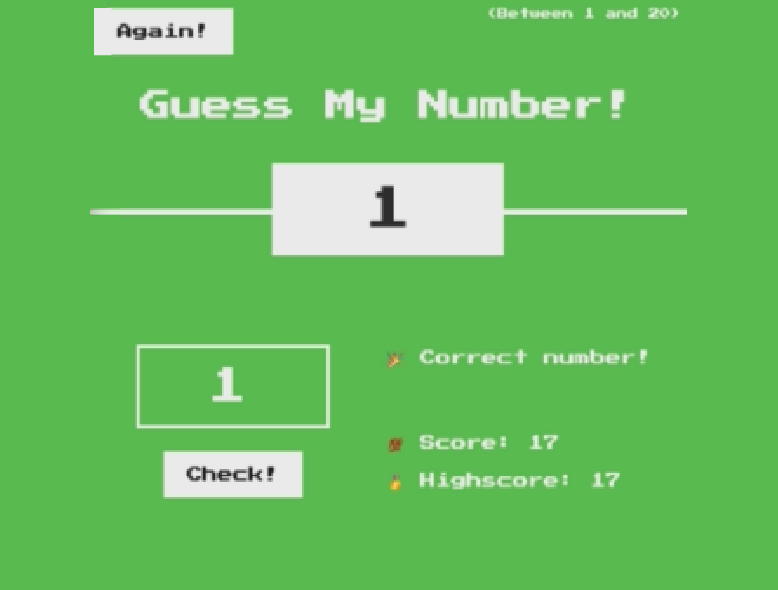 Again!
(Between 1 and 20)
Guess My Number!
1
1
Correct number!
Check!
Score: 17
Highscore: 17